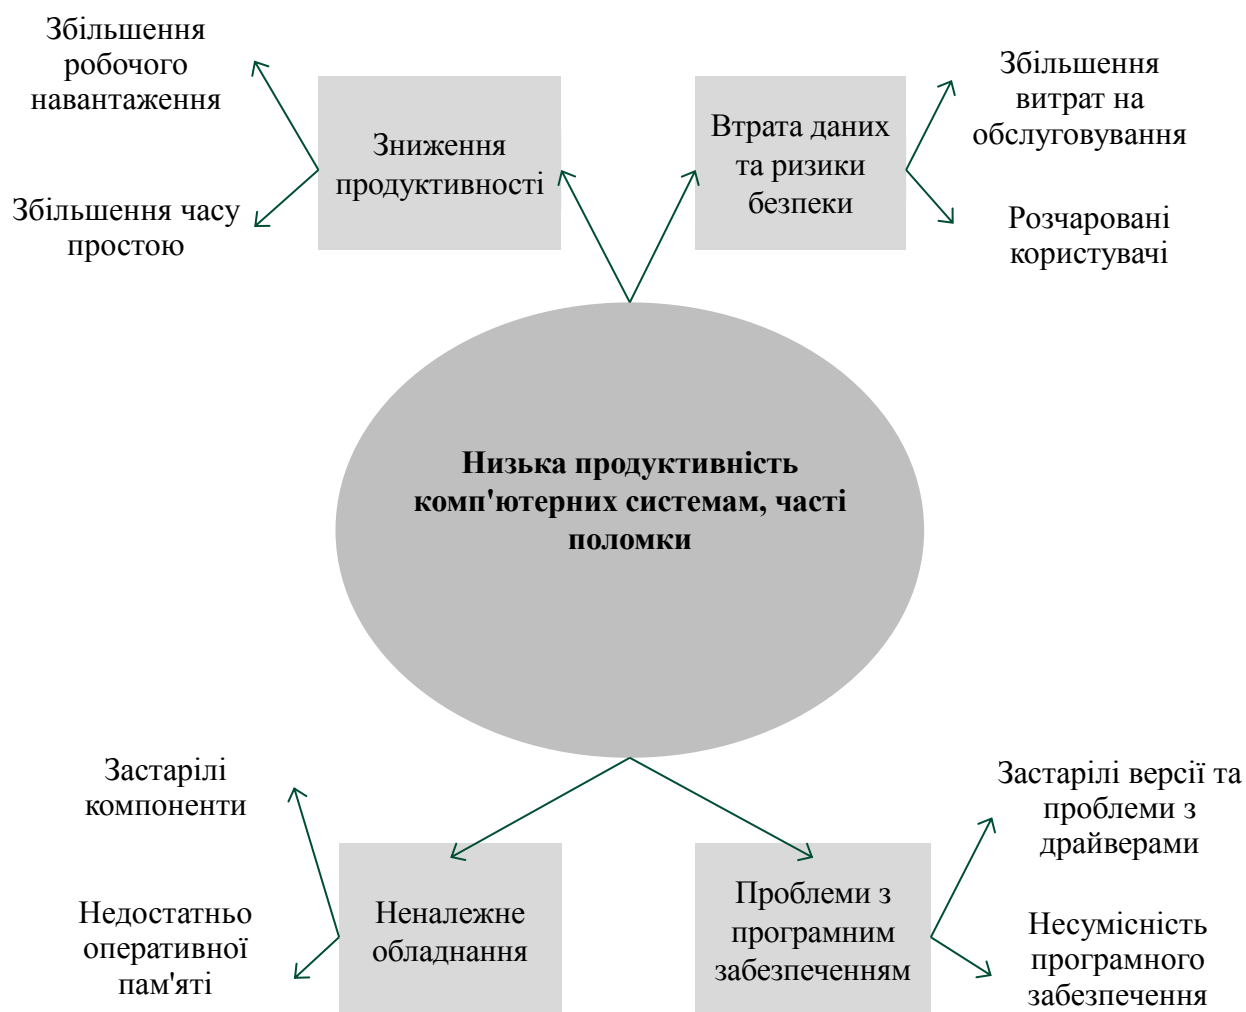 Збільшення
робочого
навантаження
Збільшення часу
простою
Зниження
продуктивності
Втрата даних
та ризики
безпеки
Збільшення
витрат на
обслуговування
Розчаровані
користувачі
Низька продуктивність
комп'ютерних системам, часті
поломки
Застарілі
компоненти
Недостатньо
оперативної
пам'яті
Неналежне
обладнання
Проблеми з
програмним
забезпеченням
Застарілі версії та
проблеми з
драйверами
Несумісність
програмного
забезпечення